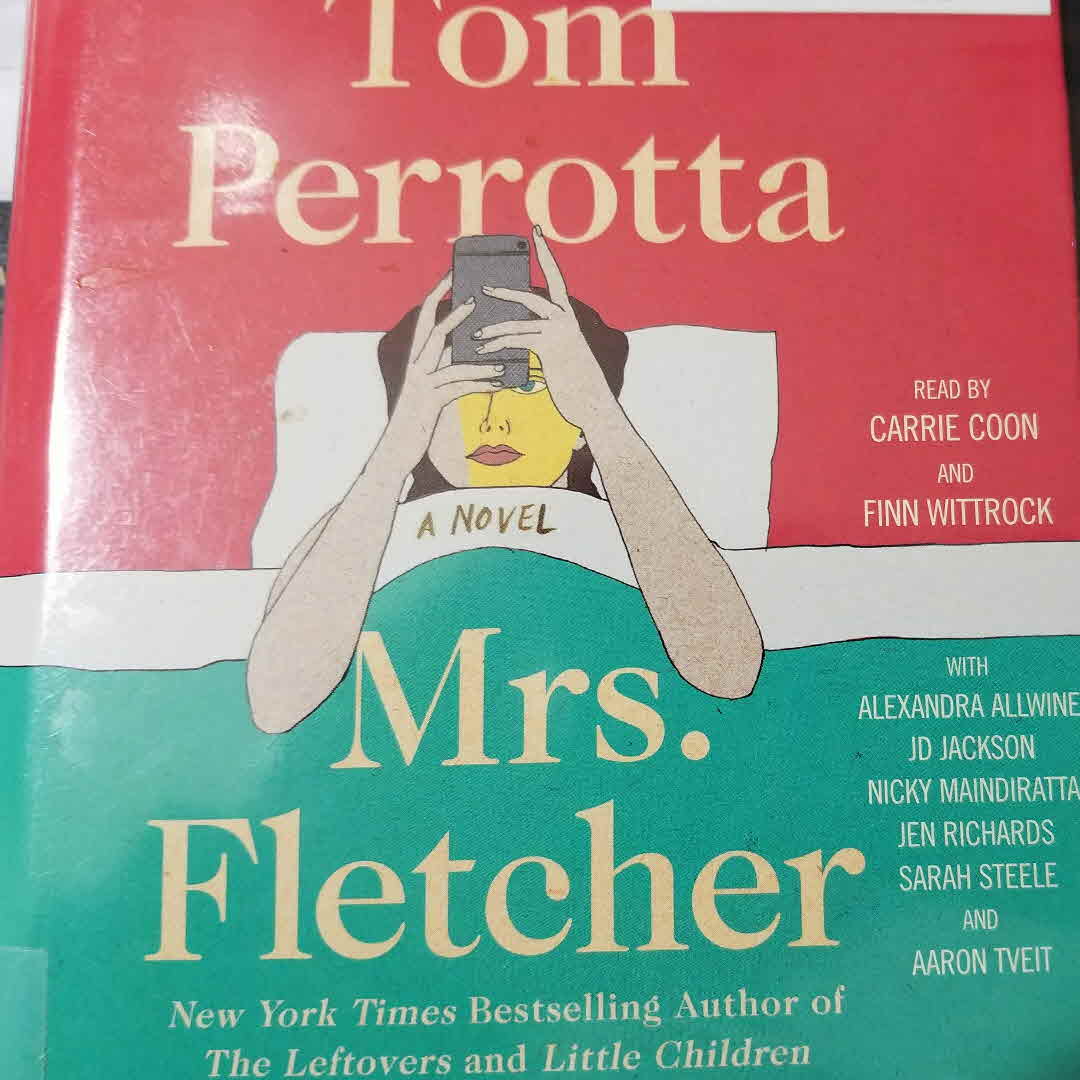 Tom
Perrotta
READ BY
CARRIE COON
AND
FINN WITTROCK
A NOVEL
Mrs.
Fletcher
WITH
ALEXANDRA ALLWINE
JD JACKSON
NICKY MAINDIRATTA
JEN RICHARDS
SARAH STEELE
AND
AARON TVEIT
New York Times Bestselling Author of
The Leftovers and Little Children